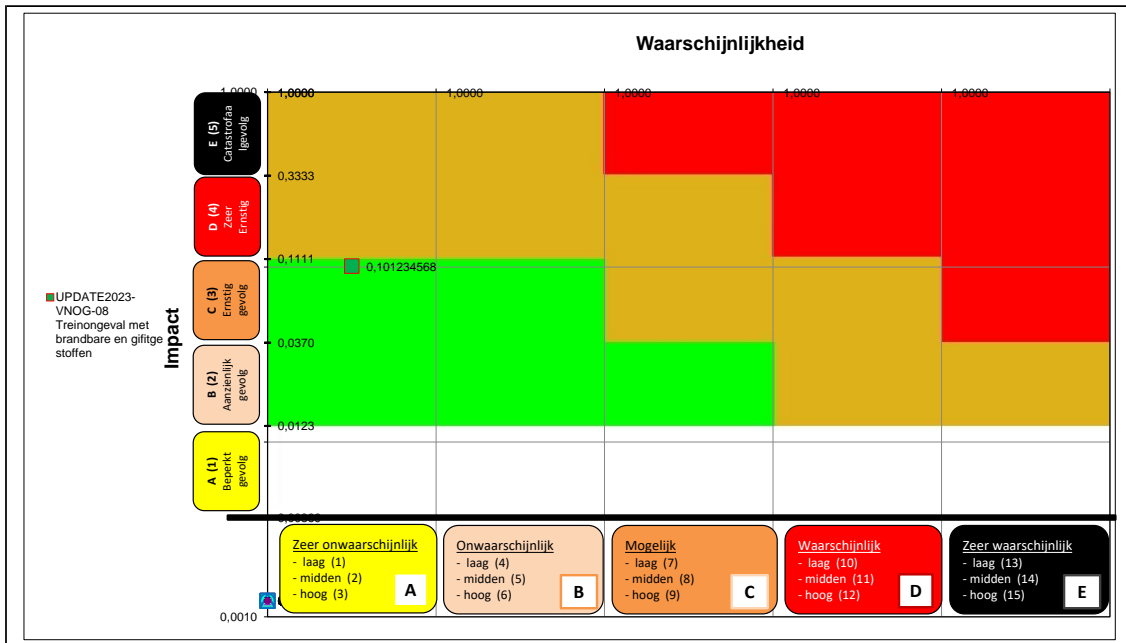 Waarschijnlijkheid
1,0000
1,0000
1,0000
1,0000
1,0000
1,0000
E (5)
Catastrofaa
lgevolg
0,3333
D (4)
Zeer
Ernstig
0,1111
0,101234568
C (3)
Ernstig
gevolg
UPDATE2023-
VNOG-08
Treinongeval met
brandbare en gifitge
stoffen
Impact
0,0370
B (2)
Aanzienlijk
gevolg
0,0123
A (1)
Beperkt
gevolg
Zeer onwaarschijnlijk
- laag (1)
- midden (2)
- hoog (3)
A
Onwaarschijnlijk
- laag (4)
- midden (5)
- hoog (6)
B
Mogelijk
- laag (7)
- midden (8)
- hoog (9)
C
Waarschijnlijk
- laag (10)
- midden (11)
- hoog (12)
D
Zeer waarschijnlijk
- laag (13)
- midden (14)
- hoog (15)
E
0,0010